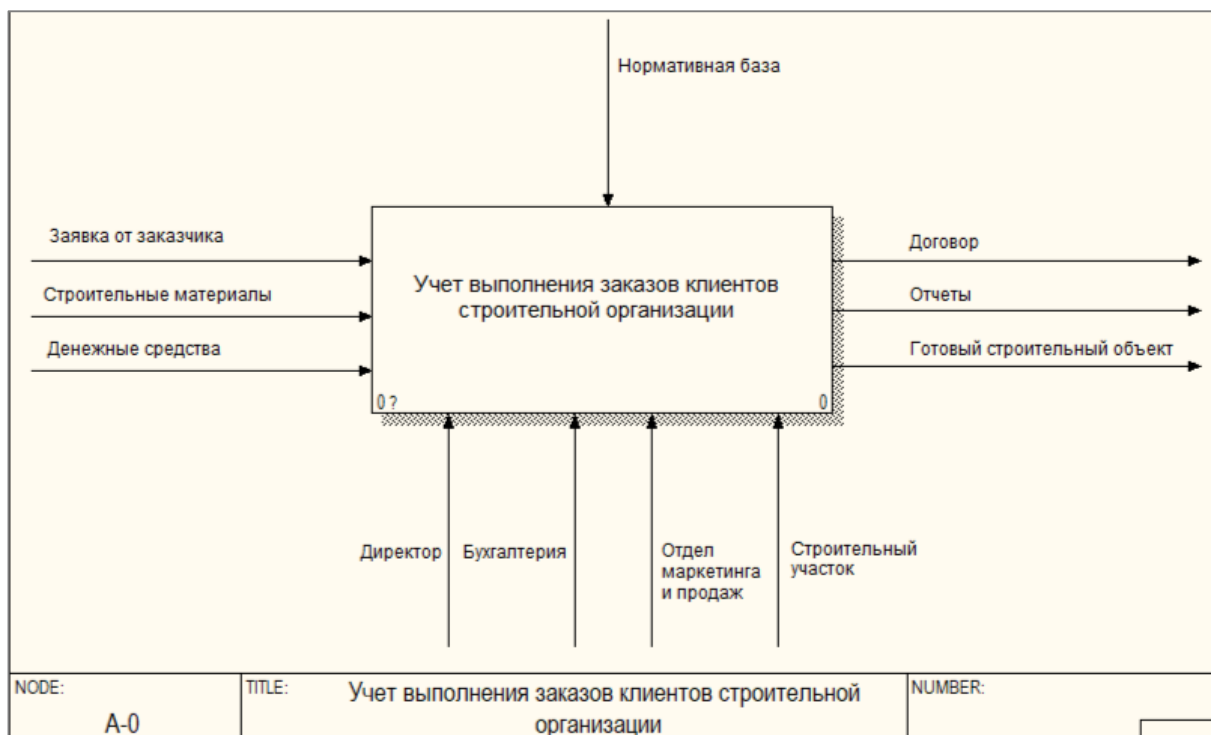 Нормативная база
Заявка от заказчика
Строительные материалы
Денежные средства
Учет выполнения заказов клиентов
строительной организации
0 ?
0
Договор
Отчеты
Готовый строительный объект
Директор
Бухгалтерия
Отдел
маркетинга
и продаж
Строительный
участок
NODE:
A-0
TITLE:
Учет выполнения заказов клиентов строительной
организации
NUMBER: